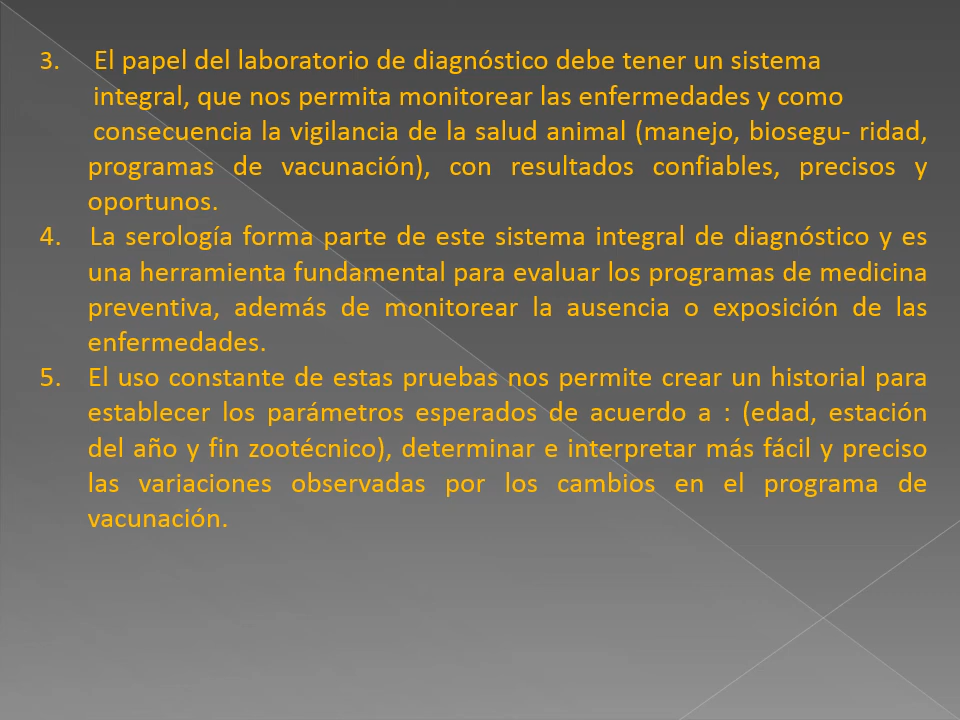 3. El papel del laboratorio de diagnóstico debe tener un sistema
integral, que nos permita monitorear las enfermedades y como
consecuencia la vigilancia de la salud animal (manejo, biosegu- ridad,
programas de vacunación), con resultados confiables, precisos y
oportunos.
4. La serología forma parte de este sistema integral de diagnóstico y es
una herramienta fundamental para evaluar los programas de medicina
preventiva, además de monitorear la ausencia o exposición de las
enfermedades.
5. El uso constante de estas pruebas nos permite crear un historial para
establecer los parámetros esperados de acuerdo a : (edad, estación
del año y fin zootécnico), determinar e interpretar más fácil y preciso
las variaciones observadas por los cambios en el programa de
vacunación.